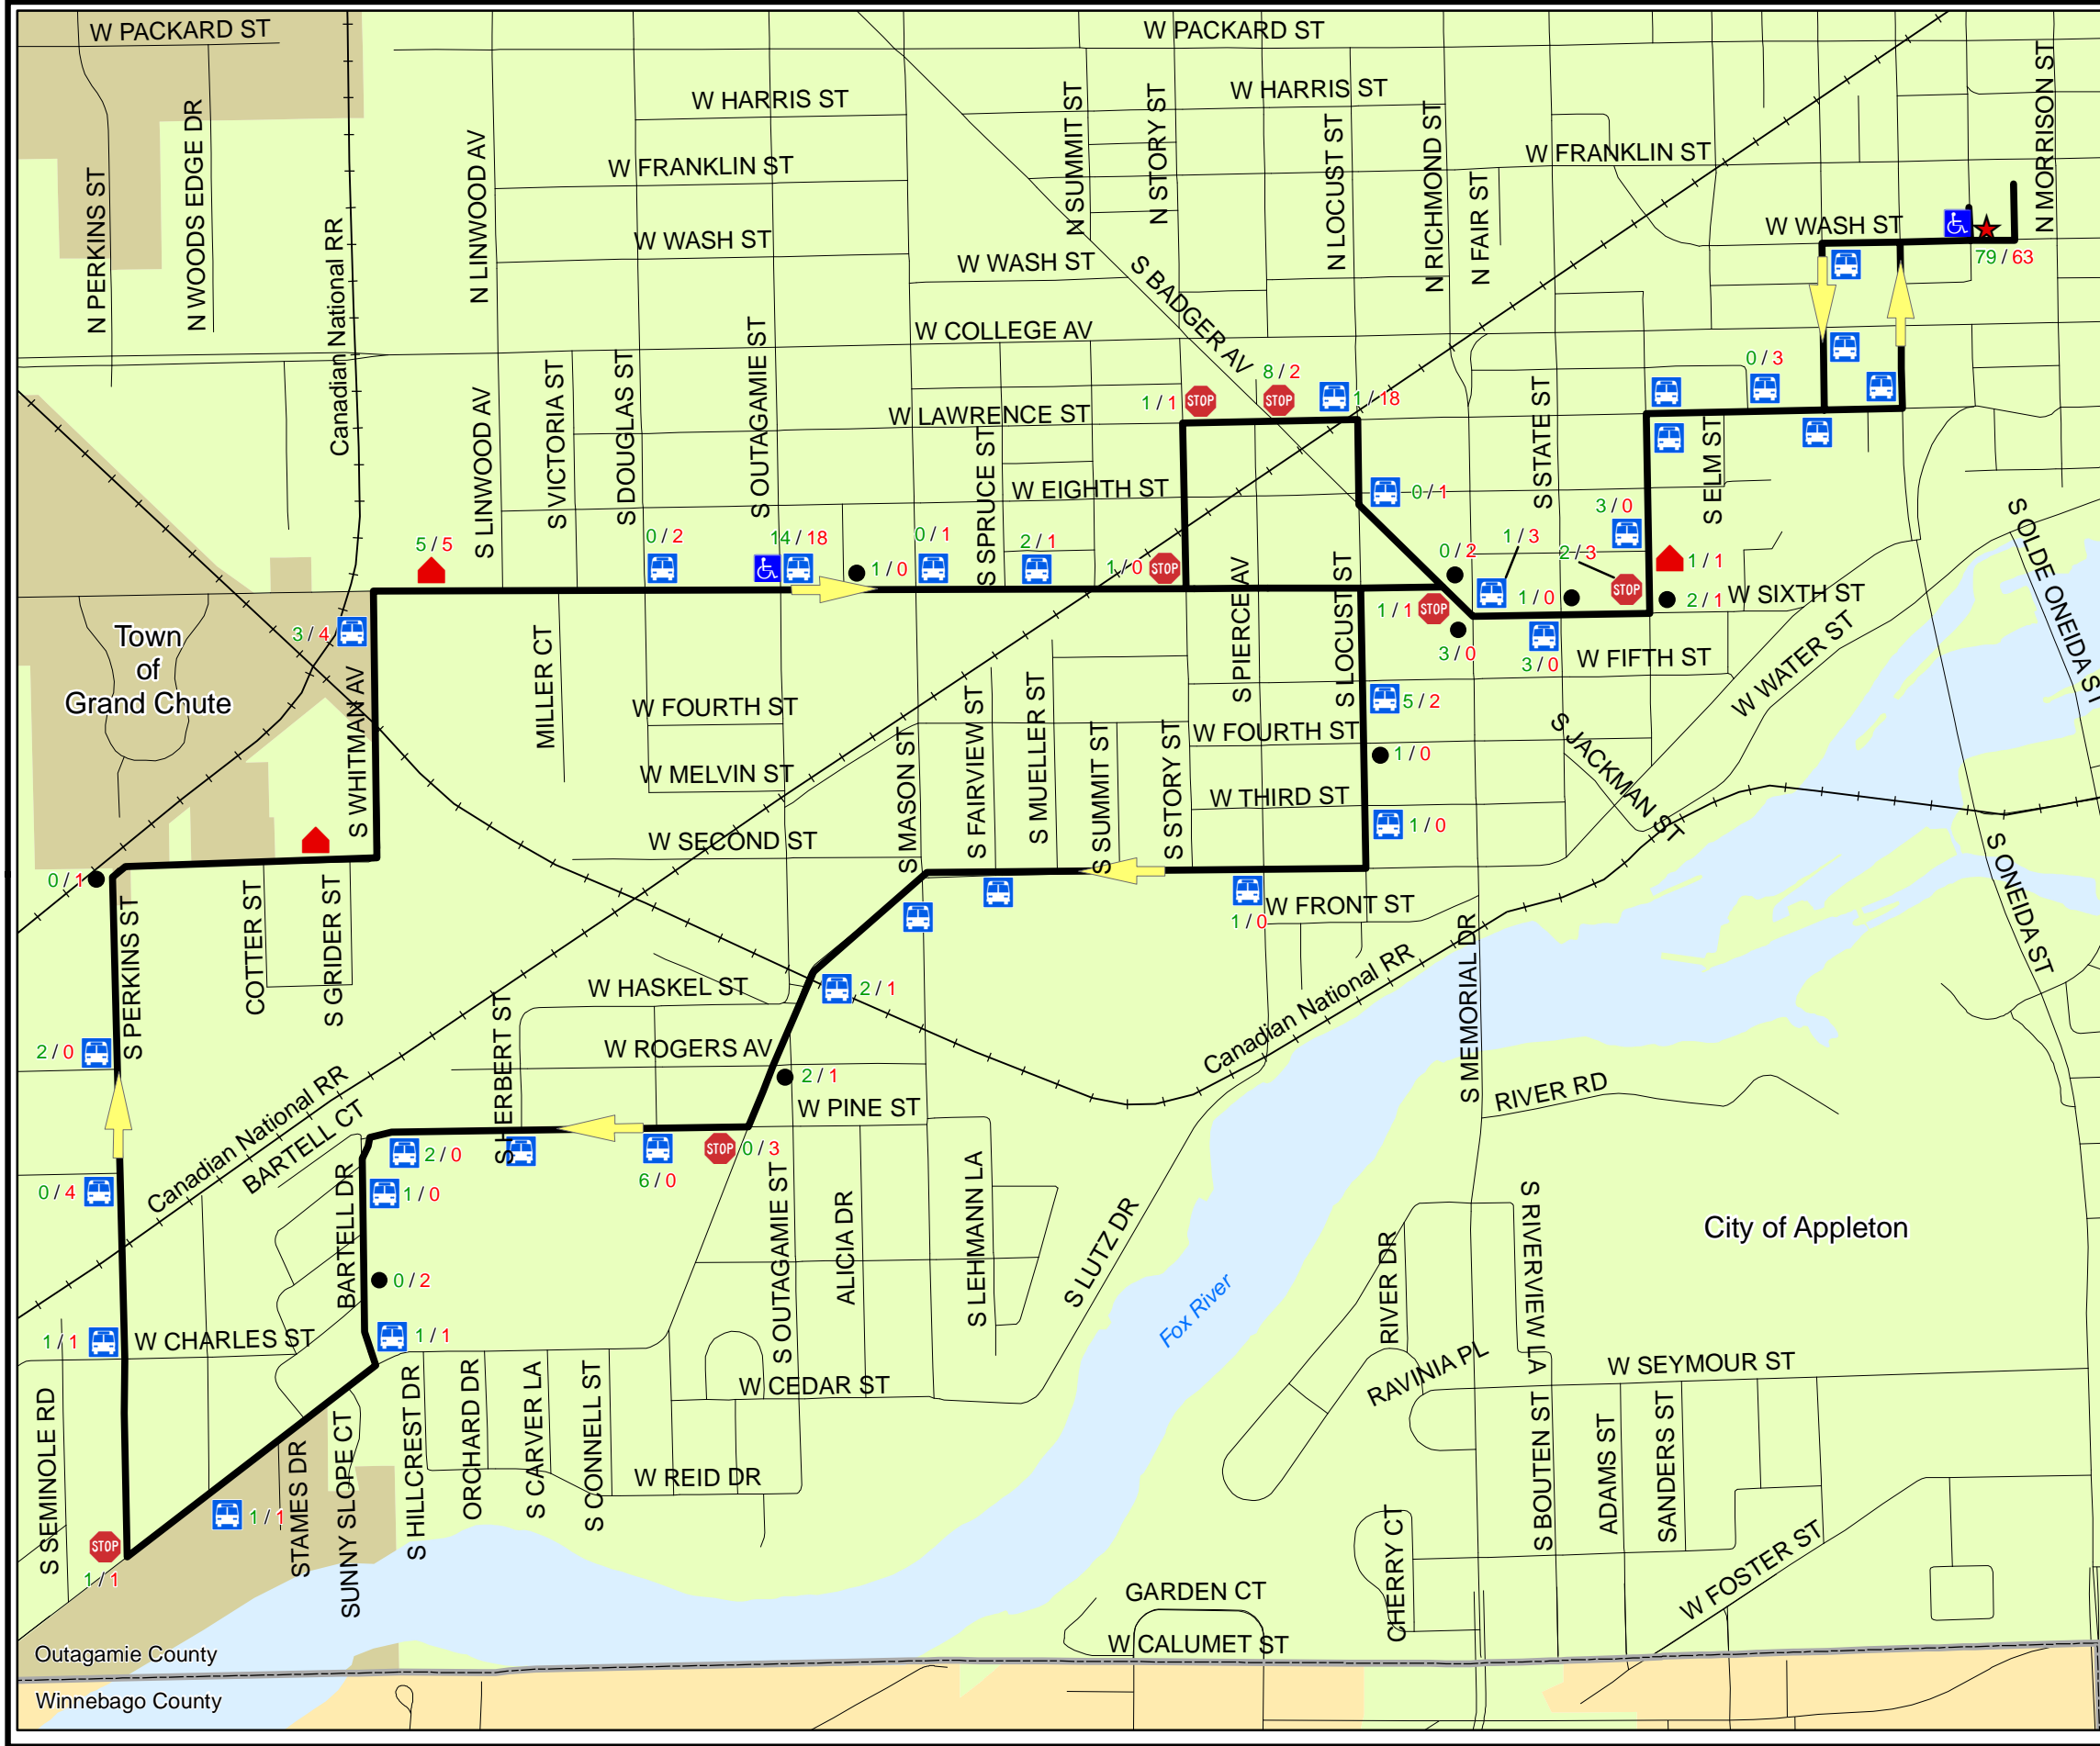 W PACKARD ST
W PACKARD ST
W HARRIS ST
W HARRIS ST
N PERKINS ST
N WOODS EDGE DR
Canadian National RR
N LINWOOD AV
W FRANKLIN ST
W FRANKLIN ST
N SUMMIT ST
N STORY ST
N LOCUST ST
N RICHMOND ST
N FAIR ST
N MORRISON ST
W WASH ST
W WASH ST
W WASH ST
79 / 63
S BADGER AV
W COLLEGE AV
S LINWOOD AV
S VICTORIA ST
S DOUGLAS ST
S OUTAGAMIE ST
W LAWRENCE ST
1 / 1
STOP
8 / 2
STOP
1 / 18
0 / 3
S STATE ST
S ELM ST
S SPRUCE ST
W EIGHTH ST
0 / 1
3 / 0
5 / 5
0 / 2
14 / 18
1 / 0
0 / 1
2 / 1
1 / 0
STOP
S PIERCE AV
S LOCUST ST
0 / 2
1 / 3
2 / 3
STOP
1 / 1
1 / 0
2 / 1
W SIXTH ST
1 / 1
STOP
3 / 0
3 / 0
W FIFTH ST
W WATER ST
S OLDE ONEIDA ST
Town
of
Grand Chute
3 / 4
S WHITMAN AV
MILLER CT
W FOURTH ST
W MELVIN ST
W SECOND ST
S MASON ST
S FAIRVIEW ST
S MUELLER ST
S SUMMIT ST
S STORY ST
5 / 2
W FOURTH ST
1 / 0
W THIRD ST
1 / 0
S JACKMAN ST
S ONEIDA ST
0 / 1
S PERKINS ST
COTTER ST
S GRIDER ST
1 / 0
W FRONT ST
S MEMORIAL DR
Canadian National RR
W HASKEL ST
2 / 1
S HERBERT ST
W ROGERS AV
2 / 1
W PINE ST
2 / 0
RIVER RD
Canadian National RR
BARTELL CT
BARTELL DR
2 / 0
6 / 0
STOP
0 / 3
0 / 4
1 / 0
S OUTAGAMIE ST
ALICIA DR
S LEHMANN LA
S LUTZ DR
City of Appleton
0 / 2
Fox River
RIVER DR
S RIVERVIEW LA
1 / 1
W CHARLES ST
1 / 1
RAVINIA PL
W SEYMOUR ST
W CEDAR ST
S SEMINOLE RD
STAMES DR
SUNNY SLOPE CT
S HILLCREST DR
ORCHARD DR
S CARVER LA
S CONNELL ST
W REID DR
S BOUTEN ST
ADAMS ST
SANDERS ST
CHERRY CT
W FOSTER ST
1 / 1
STOP
1 / 1
GARDEN CT
W CALUMET ST
Outagamie County
Winnebago County